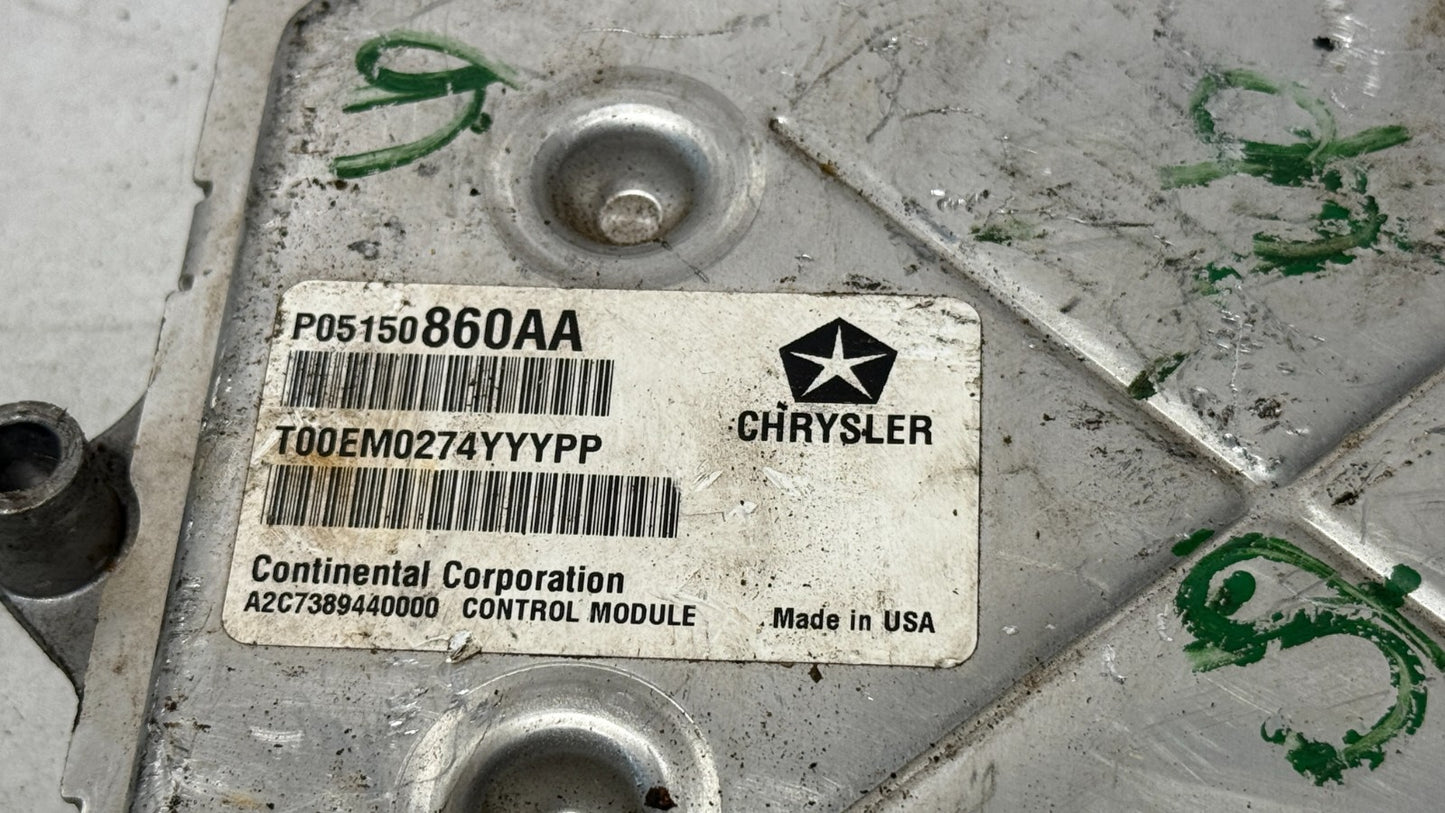 P05150860AA
T00EM0274YYYPP
CHRYSLER
Continental Corporation
A2C7389440000 CONTROL MODULE
Made in USA